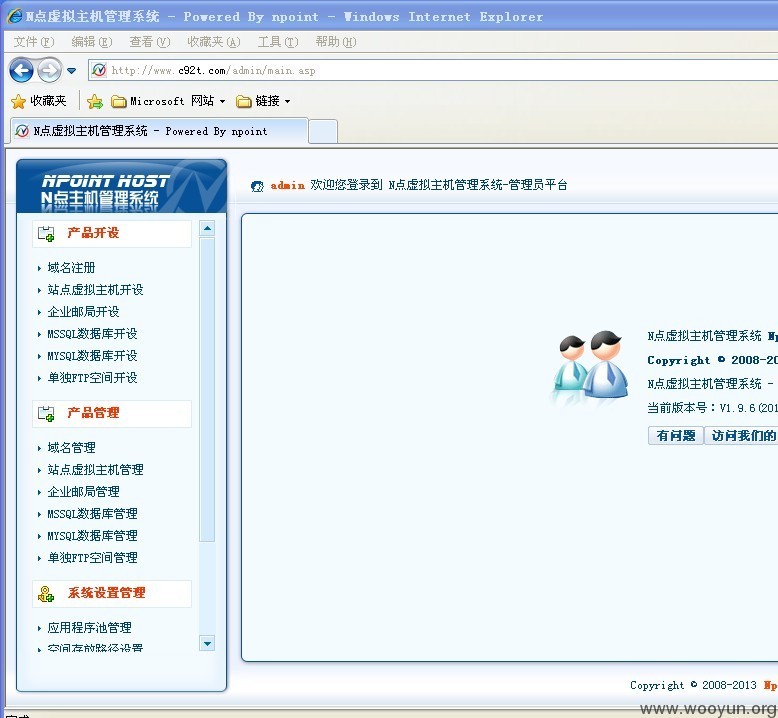 N点虚拟主机管理系统 - Powered By npoint - Windows Internet Explorer
文件(F) 编辑(E) 查看(V) 收藏夹(A) 工具(T) 帮助(H)
http://www.c92t.com/admin/main.asp
收藏夹 Microsoft 网站 链接
N点虚拟主机管理系统 - Powered By npoint
NPOINT HOST
N点主机管理系统
admin 欢迎您登录到 N点虚拟主机管理系统-管理员平台
产品开设
域名注册
站点虚拟主机开设
企业邮局开设
MSSQL数据库开设
MYSQL数据库开设
单独FTP空间开设
产品管理
域名管理
站点虚拟主机管理
企业邮局管理
MSSQL数据库管理
MYSQL数据库管理
单独FTP空间管理
系统设置管理
应用程序池管理
空间存放路径设置
N点虚拟主机管理系统 Np
Copyright © 2008-20
N点虚拟主机管理系统 -
当前版本号：V1.9.6(201
有问题 访问我们的
Copyright © 2008-2013 Np
www.wooyun.org